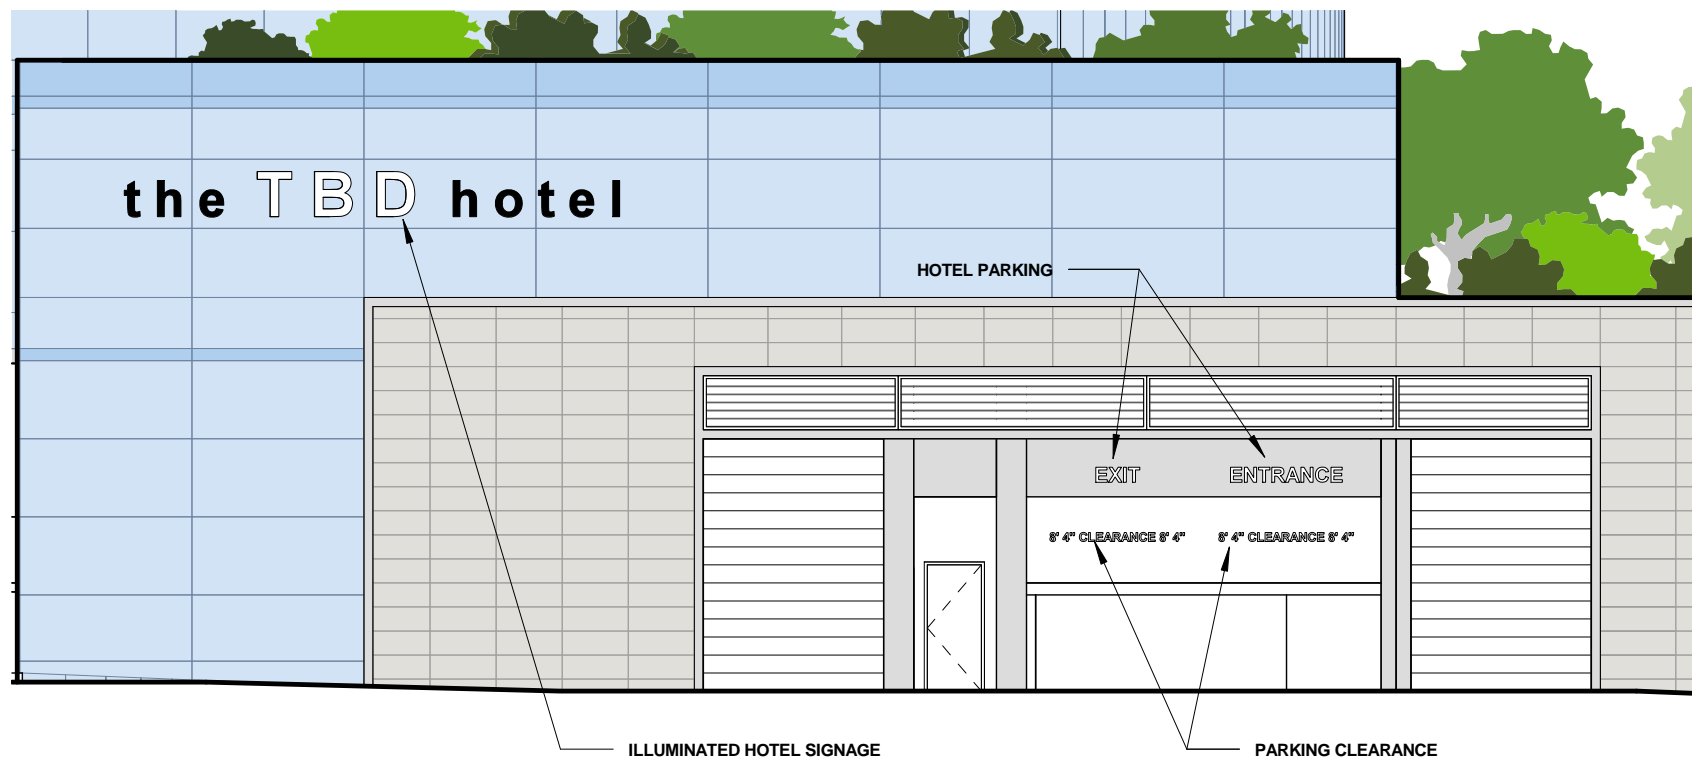 the TBD hotel
HOTEL PARKING
EXIT ENTRANCE
8' 4" CLEARANCE 8' 4" 8' 4" CLEARANCE 8' 4"
ILLUMINATED HOTEL SIGNAGE
PARKING CLEARANCE